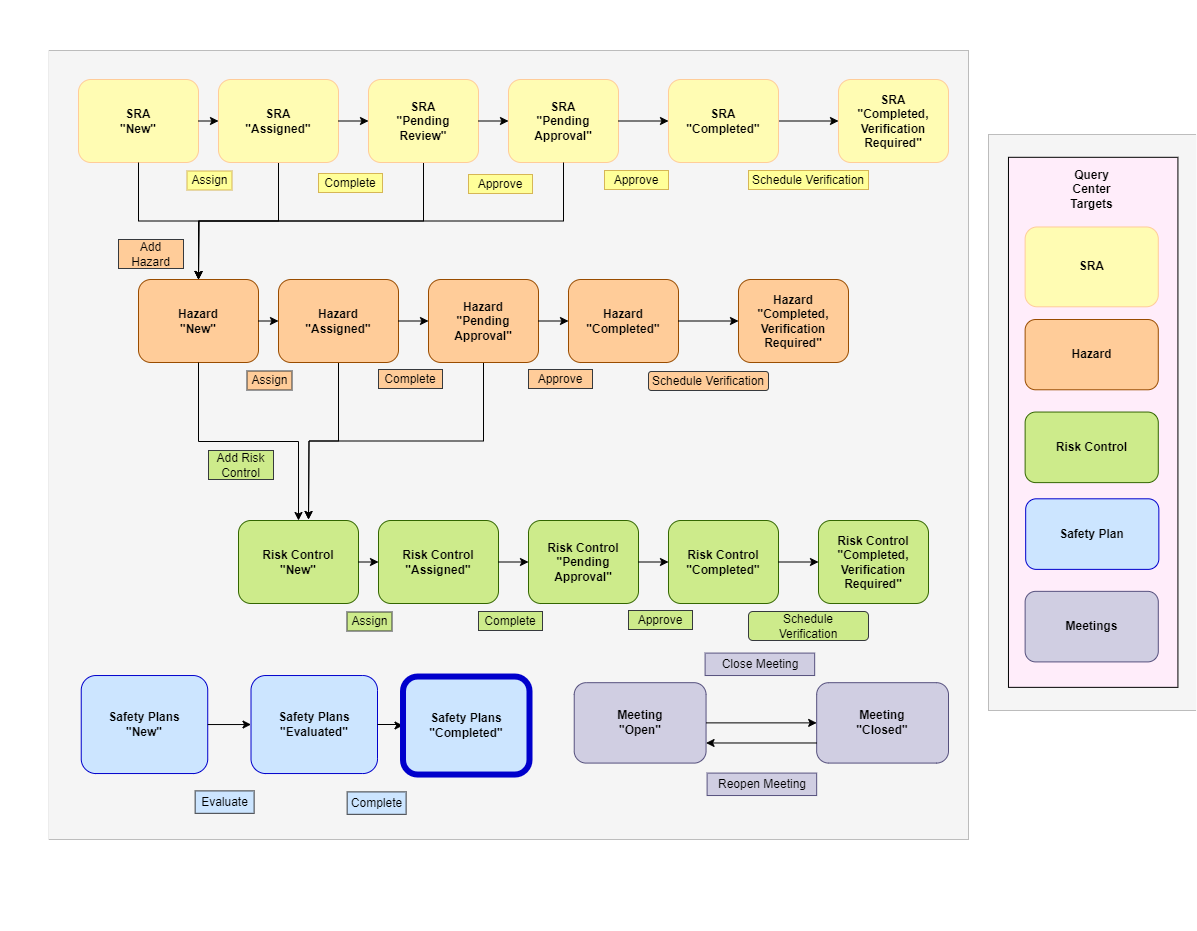 SRA
"New"
SRA
"Assigned"
SRA
"Pending
Review"
SRA
"Pending
Approval"
SRA
"Completed"
SRA
"Completed,
Verification
Required"
Assign
Complete
Approve
Approve
Schedule Verification
Add
Hazard
Hazard
"New"
Hazard
"Assigned"
Hazard
"Pending
Approval"
Hazard
"Completed"
Hazard
"Completed,
Verification
Required"
Assign
Complete
Approve
Schedule Verification
Add Risk
Control
Risk Control
"New"
Risk Control
"Assigned"
Risk Control
"Pending
Approval"
Risk Control
"Completed"
Risk Control
"Completed,
Verification
Required"
Assign
Complete
Approve
Schedule
Verification
Safety Plans
"New"
Safety Plans
"Evaluated"
Safety Plans
"Completed"
Evaluate
Complete
Close Meeting
Meeting
"Open"
Meeting
"Closed"
Reopen Meeting
Query
Center
Targets
SRA
Hazard
Risk Control
Safety Plan
Meetings